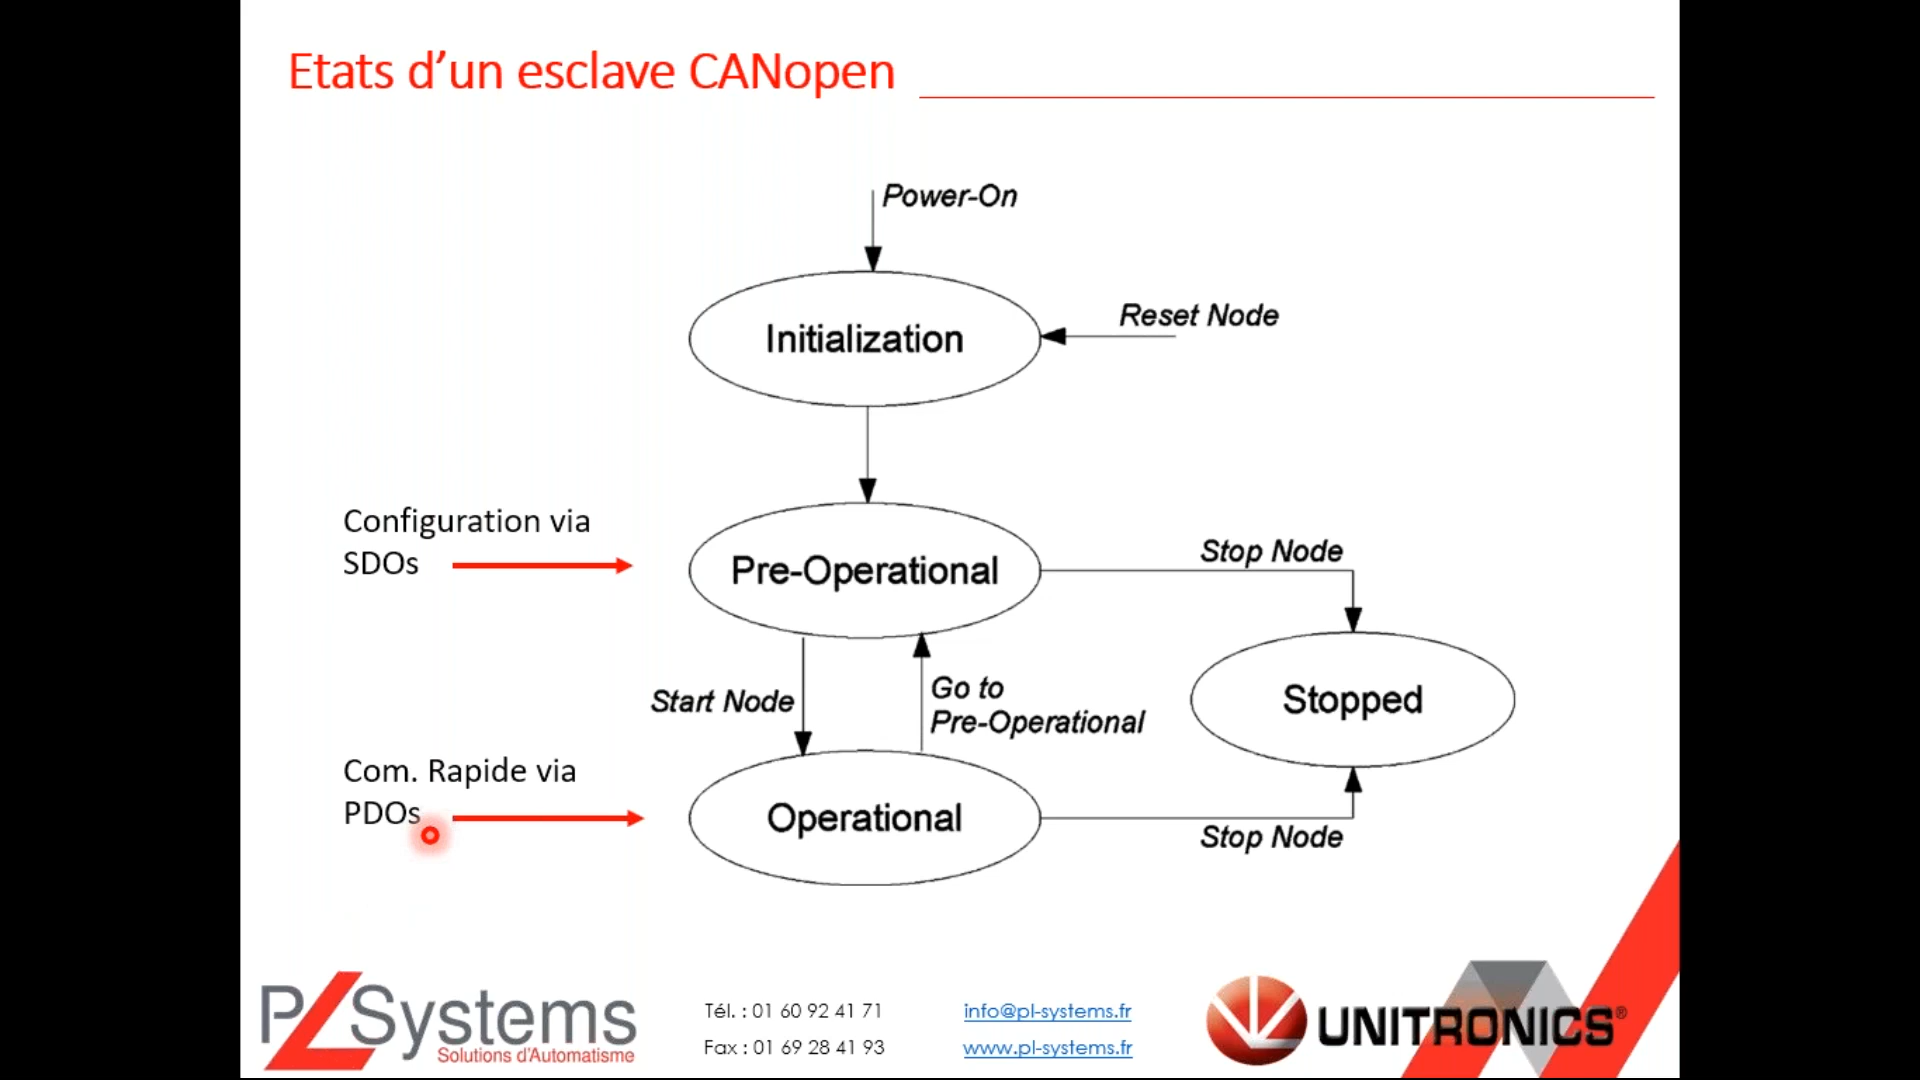 Etats d’un esclave CANopen
Power-On
Reset Node
Initialization
Configuration via
SDOs
Pre-Operational
Stop Node
Start Node
Go to
Pre-Operational
Stopped
Com. Rapide via
PDOs
Operational
Stop Node
PLSystems
Solutions d'Automatisme
Tél. : 01 60 92 41 71
Fax : 01 69 28 41 93
info@pl-systems.fr
www.pl-systems.fr
UNITRONICS®